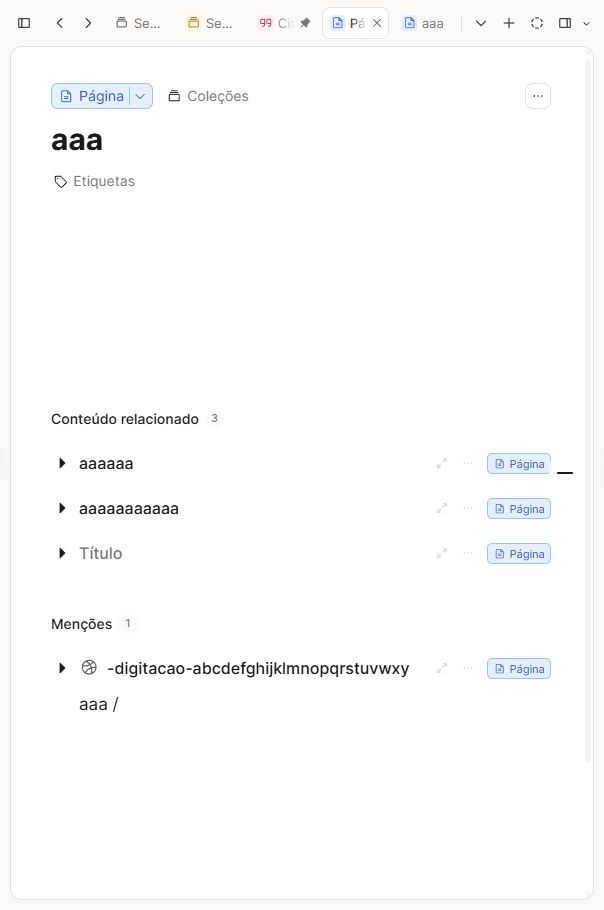 Se...
Se...
Cit
Pá
aaa
Página
Coleções
aaa
Etiquetas
Conteúdo relacionado 3
aaaaaa
Página
aaaaaaaaaaa
Página
Título
Página
Menções 1
-digitacao-abcdefghijklmnopqrstuvwxy
Página
aaa /